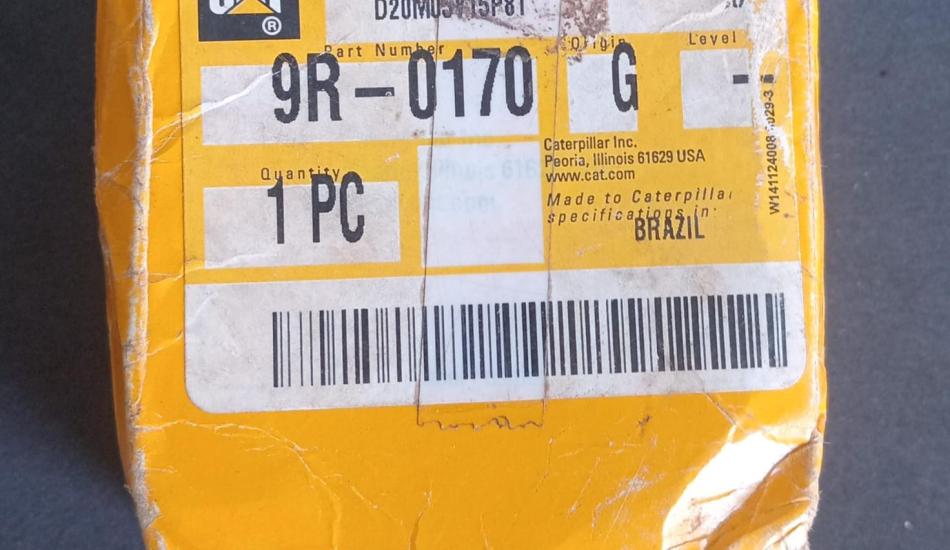 CAT ®
Part Number Origin Level
9R-0170 G -
Caterpillar Inc.
Peoria, Illinois 61629 USA
www.cat.com
Quantity
1 PC
Made to Caterpillar
specifications in
BRAZIL